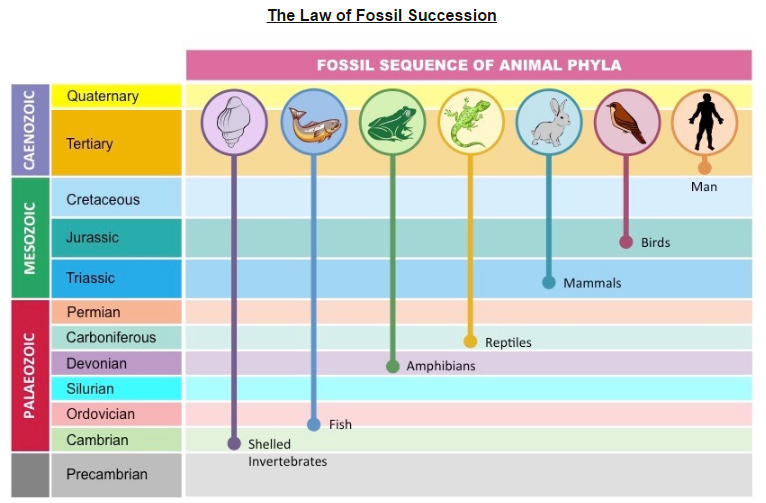 The Law of Fossil Succession
FOSSIL SEQUENCE OF ANIMAL PHYLA
CAENOZOIC
Quaternary
Tertiary
Man
MESOZOIC
Cretaceous
Jurassic
Birds
Triassic
Mammals
PALAEOZOIC
Permian
Carboniferous
Reptiles
Devonian
Amphibians
Silurian
Ordovician
Fish
Cambrian
Shelled
Invertebrates
Precambrian